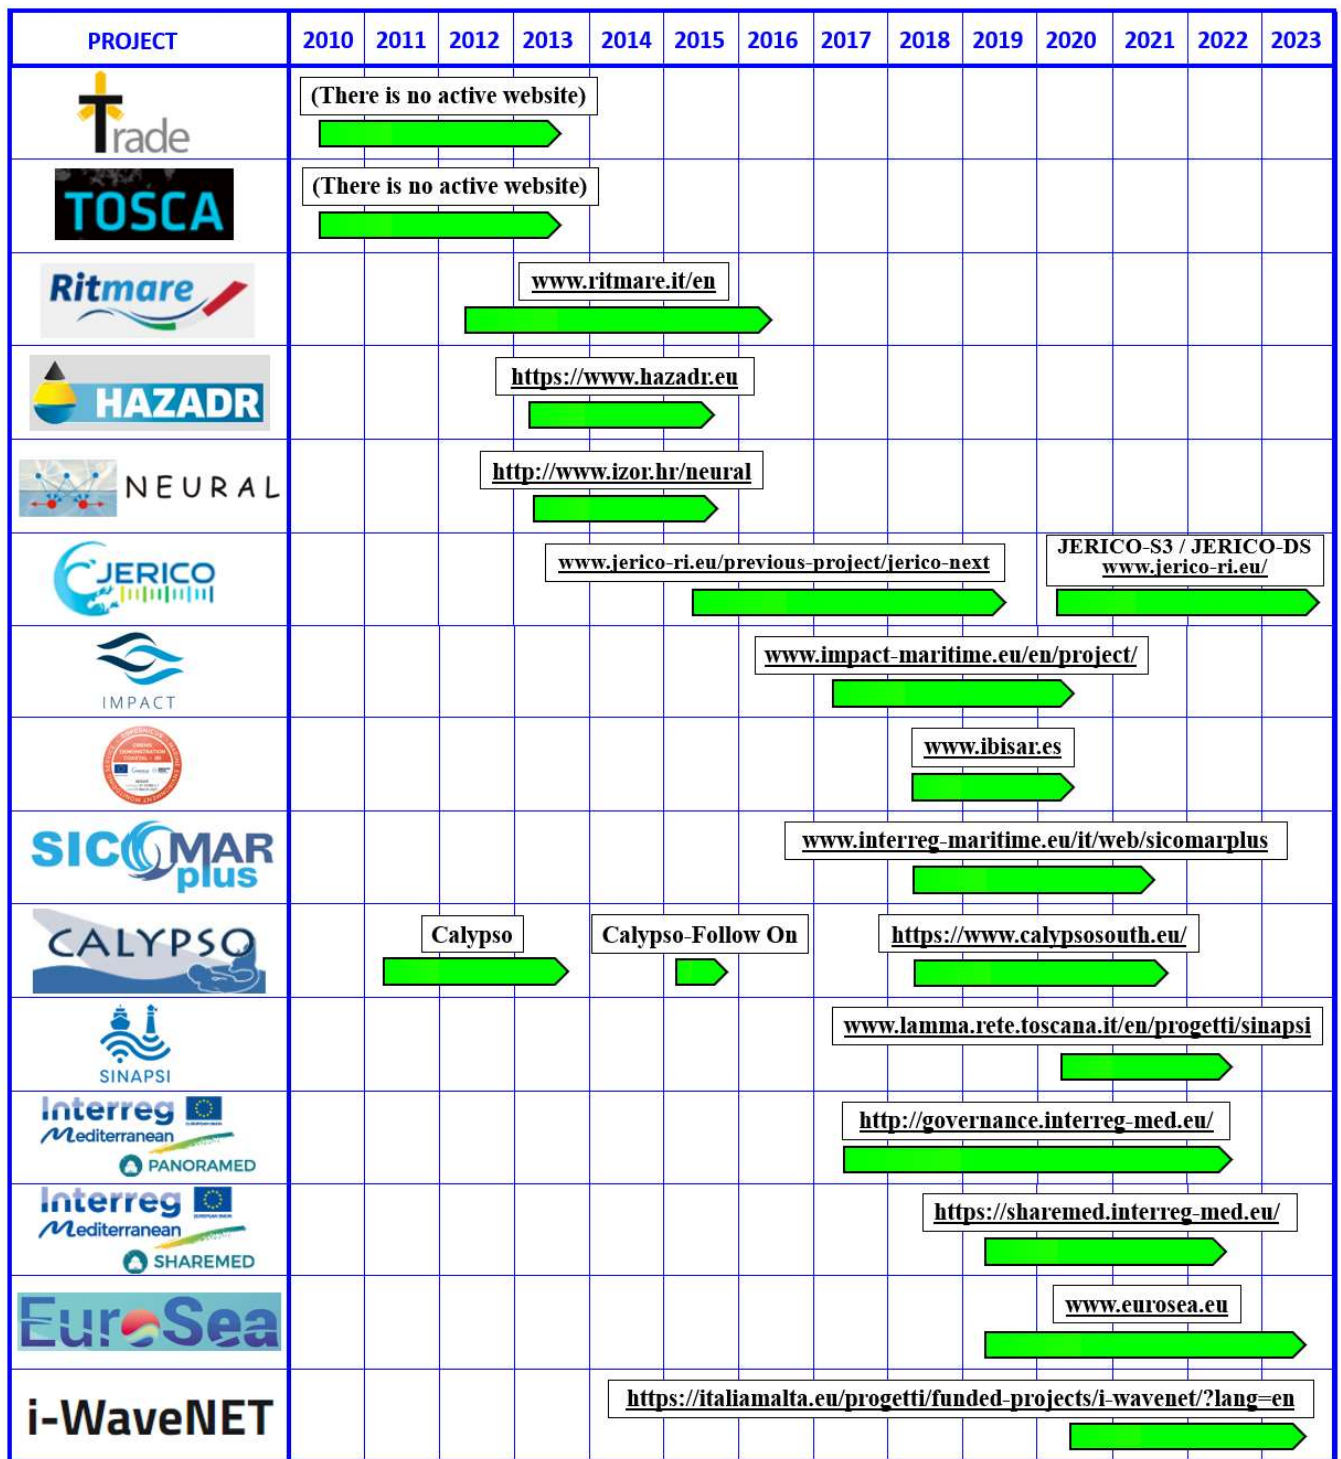 PROJECT 2010 2011 2012 2013 2014 2015 2016 2017 2018 2019 2020 2021 2022 2023
Trade
(There is no active website)
TOSCA
(There is no active website)
Ritmare
www.ritmare.it/en
HAZADR
https://www.hazadr.eu
NEURAL
http://www.izor.hr/neural
JERICO
www.jerico-ri.eu/previous-project/jerico-next
JERICO-S3 / JERICO-DS
www.jerico-ri.eu/
IMPACT
www.impact-maritime.eu/en/project/
www.ibisar.es
SICOMAR
plus
www.interreg-maritime.eu/it/web/sicomarplus
CALYPSO
Calypso
Calypso-Follow On
https://www.calypsosouth.eu/
SINAPSI
www.lamma.rete.toscana.it/en/progetti/sinapsi
Interreg
Mediterranean
PANORAMED
http://governance.interreg-med.eu/
Interreg
Mediterranean
SHAREMED
https://sharemed.interreg-med.eu/
EuroSea
www.eurosea.eu
i-WaveNET
https://italiamalta.eu/progetti/funded-projects/i-wavenet/?lang=en